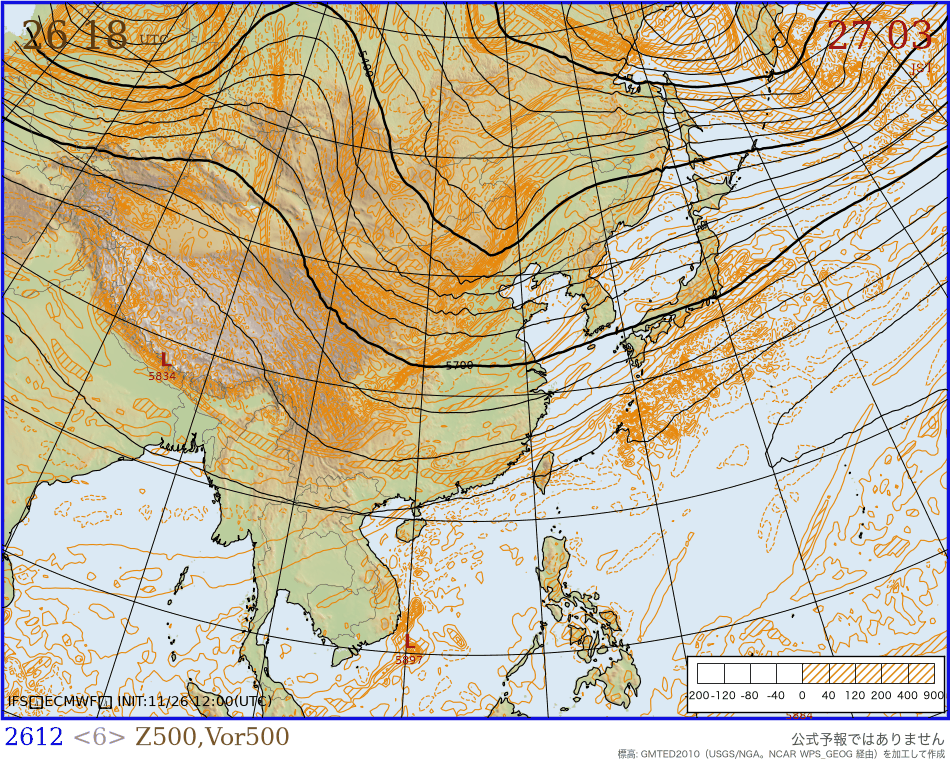 26 18 UTC
27 03
JST
5400
5700
L
5834
L
5897
-200 -120 -80 -40 0 40 120 200 400 900
IFS□ECMWF□ INIT:11/26 12:00(UTC)
2612 <6> Z500,Vor500
公式予報ではありません
標高: GMTED2010（USGS/NGA。NCAR WPS_GEOG 経由）を加工して作成